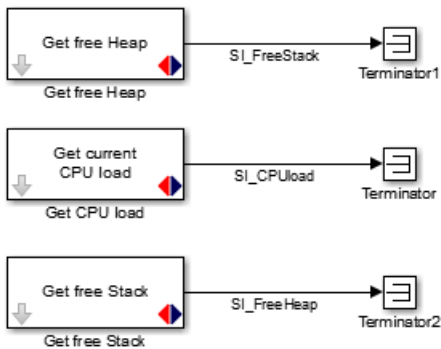 Get free Heap
SI_FreeStack
Terminator1
Get free Heap
Get current
CPU load
SI_CPUload
Terminator
Get CPU load
Get free Stack
SI_FreeHeap
Terminator2
Get free Stack